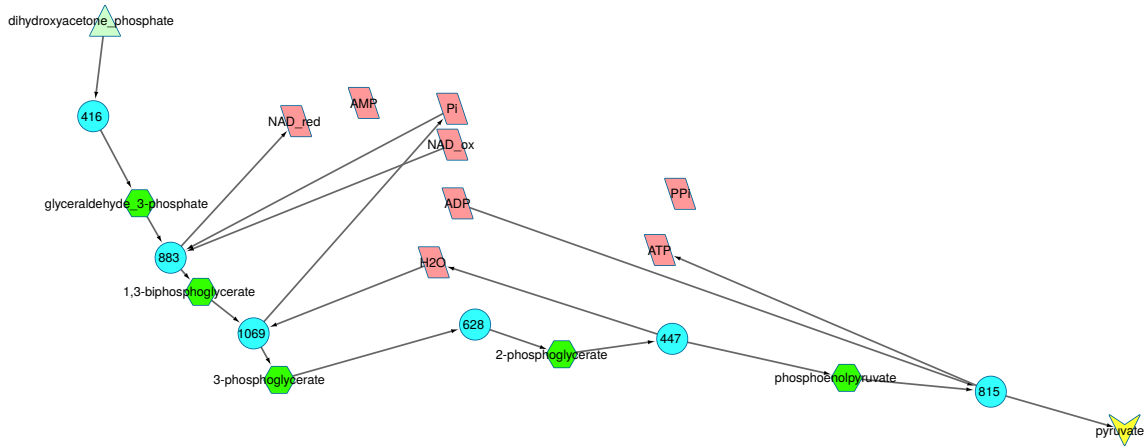 dihydroxyacetone_phosphate
416
AMP
Pi
NAD_red
NAD_ox
PPi
glyceraldehyde_3-phosphate
ADP
ATP
883
H2O
1,3-biphosphoglycerate
628
1069
447
2-phosphoglycerate
3-phosphoglycerate
phosphoenolpyruvate
815
pyruvate